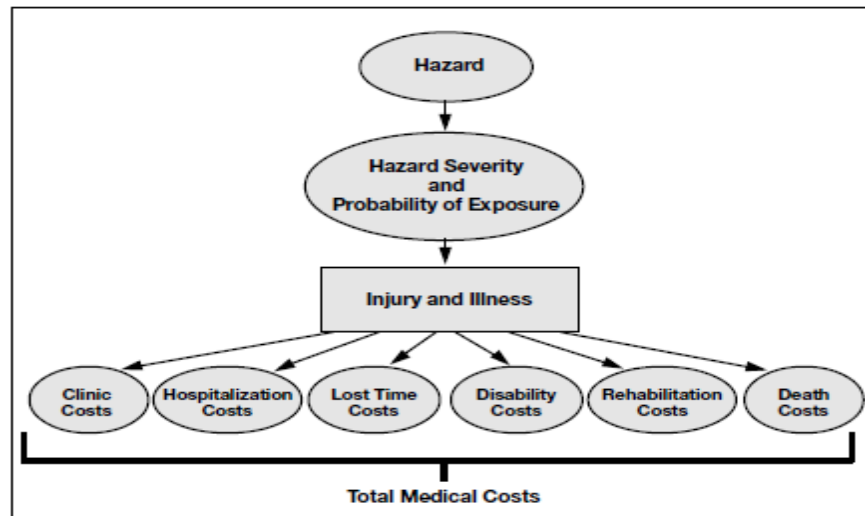 Hazard
Hazard Severity
and
Probability of Exposure
Injury and Illness
Clinic
Costs
Hospitalization
Costs
Lost Time
Costs
Disability
Costs
Rehabilitation
Costs
Death
Costs
Total Medical Costs